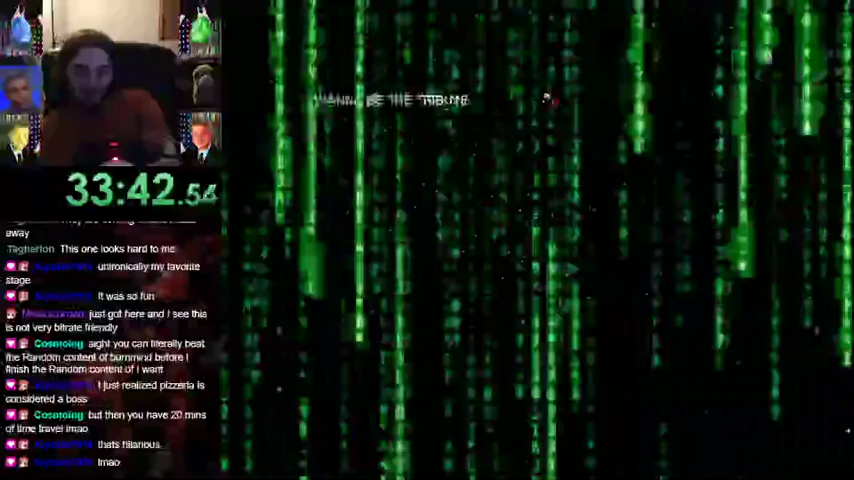 BE THE
33:42.54
away
Tagherton This one looks hard to me
unironically my favorite
stage
It was so fun
just got here and I see this
is not very bitrate friendly
Cosmoing aight you can literally beat
the Random content of bummind before I
finish the Random content of I want
I just realized pizzeria is
considered a boss
Cosmoing but then you have 20 mins
of time travel lmao
thats hilarious
lmao